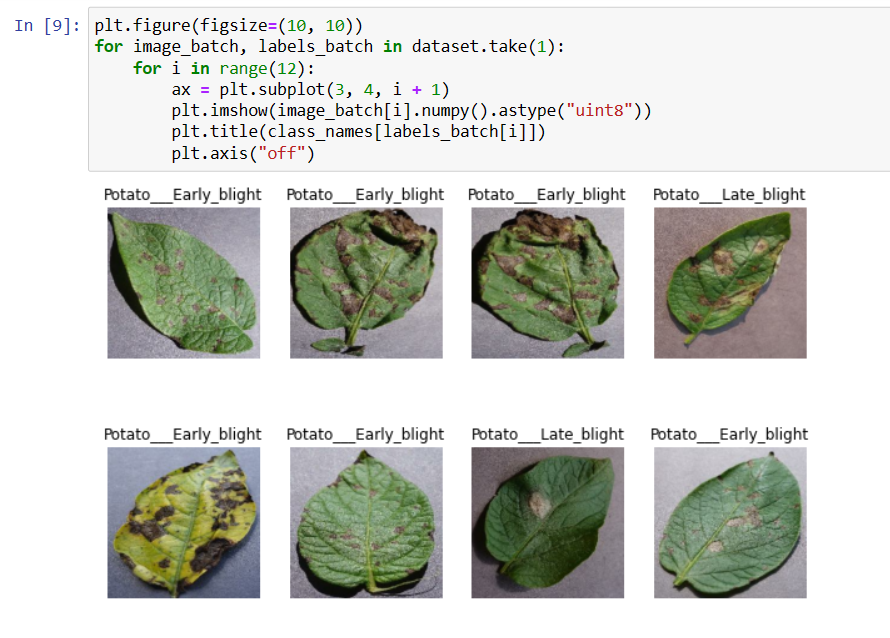 In [9]: plt.figure(figsize=(10, 10))
for image_batch, labels_batch in dataset.take(1):
    for i in range(12):
        ax = plt.subplot(3, 4, i + 1)
        plt.imshow(image_batch[i].numpy().astype("uint8"))
        plt.title(class_names[labels_batch[i]])
        plt.axis("off")
Potato___Early_blight Potato___Early_blight Potato___Early_blight Potato___Late_blight
Potato___Early_blight Potato___Early_blight Potato___Late_blight Potato___Early_blight